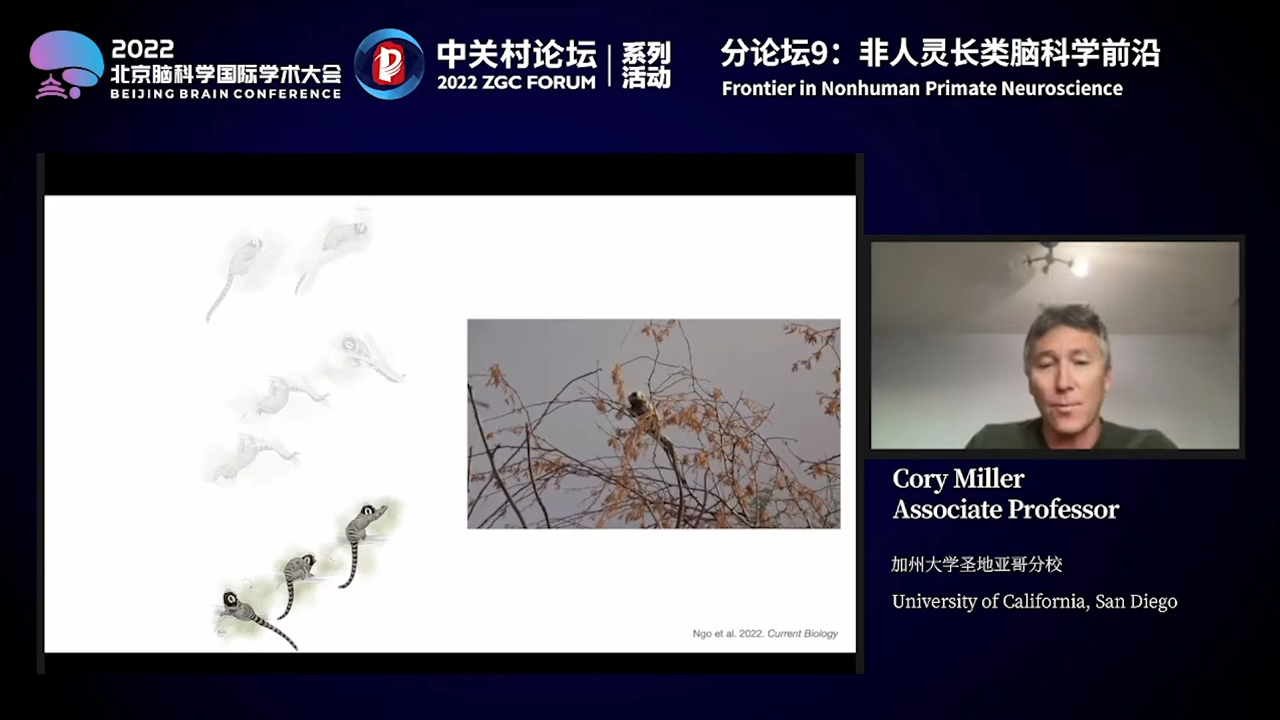 2022
北京脑科学国际学术大会
BEIJING BRAIN CONFERENCE
中关村论坛
2022 ZGC FORUM
系列
活动
分论坛9：非人灵长类脑科学前沿
Frontier in Nonhuman Primate Neuroscience
Cory Miller
Associate Professor
加州大学圣地亚哥分校
University of California, San Diego
Ngo et al. 2022. Current Biology